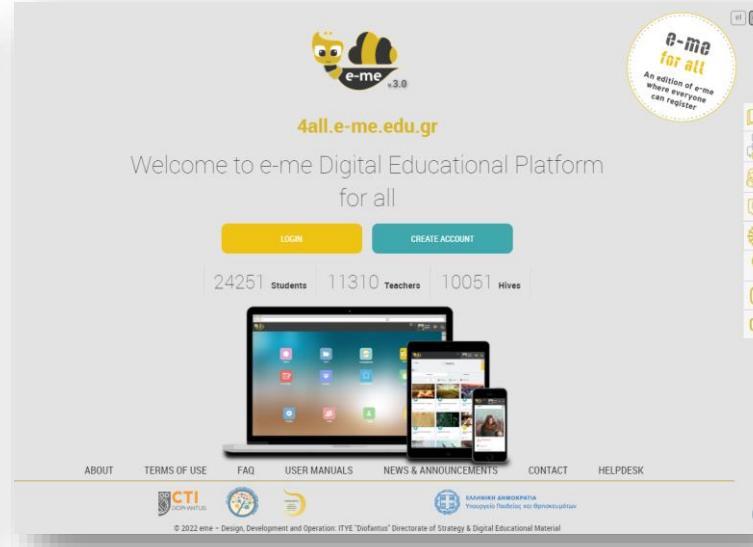 el
e-me
for all
An edition of e-me
where everyone
can register
e-me
v.3.0
4all.e-me.edu.gr
Welcome to e-me Digital Educational Platform
for all
LOGIN
CREATE ACCOUNT
24251 Students
11310 Teachers
10051 Hives
ABOUT
TERMS OF USE
FAQ
USER MANUALS
NEWS & ANNOUNCEMENTS
CONTACT
HELPDESK
CTI
DIOPHANTUS
ΕΛΛΗΝΙΚΗ ΔΗΜΟΚΡΑΤΙΑ
Υπουργείο Παιδείας και Θρησκευμάτων
© 2022 eme – Design, Development and Operation: ITYE "Diofantus" Directorate of Strategy & Digital Educational Material